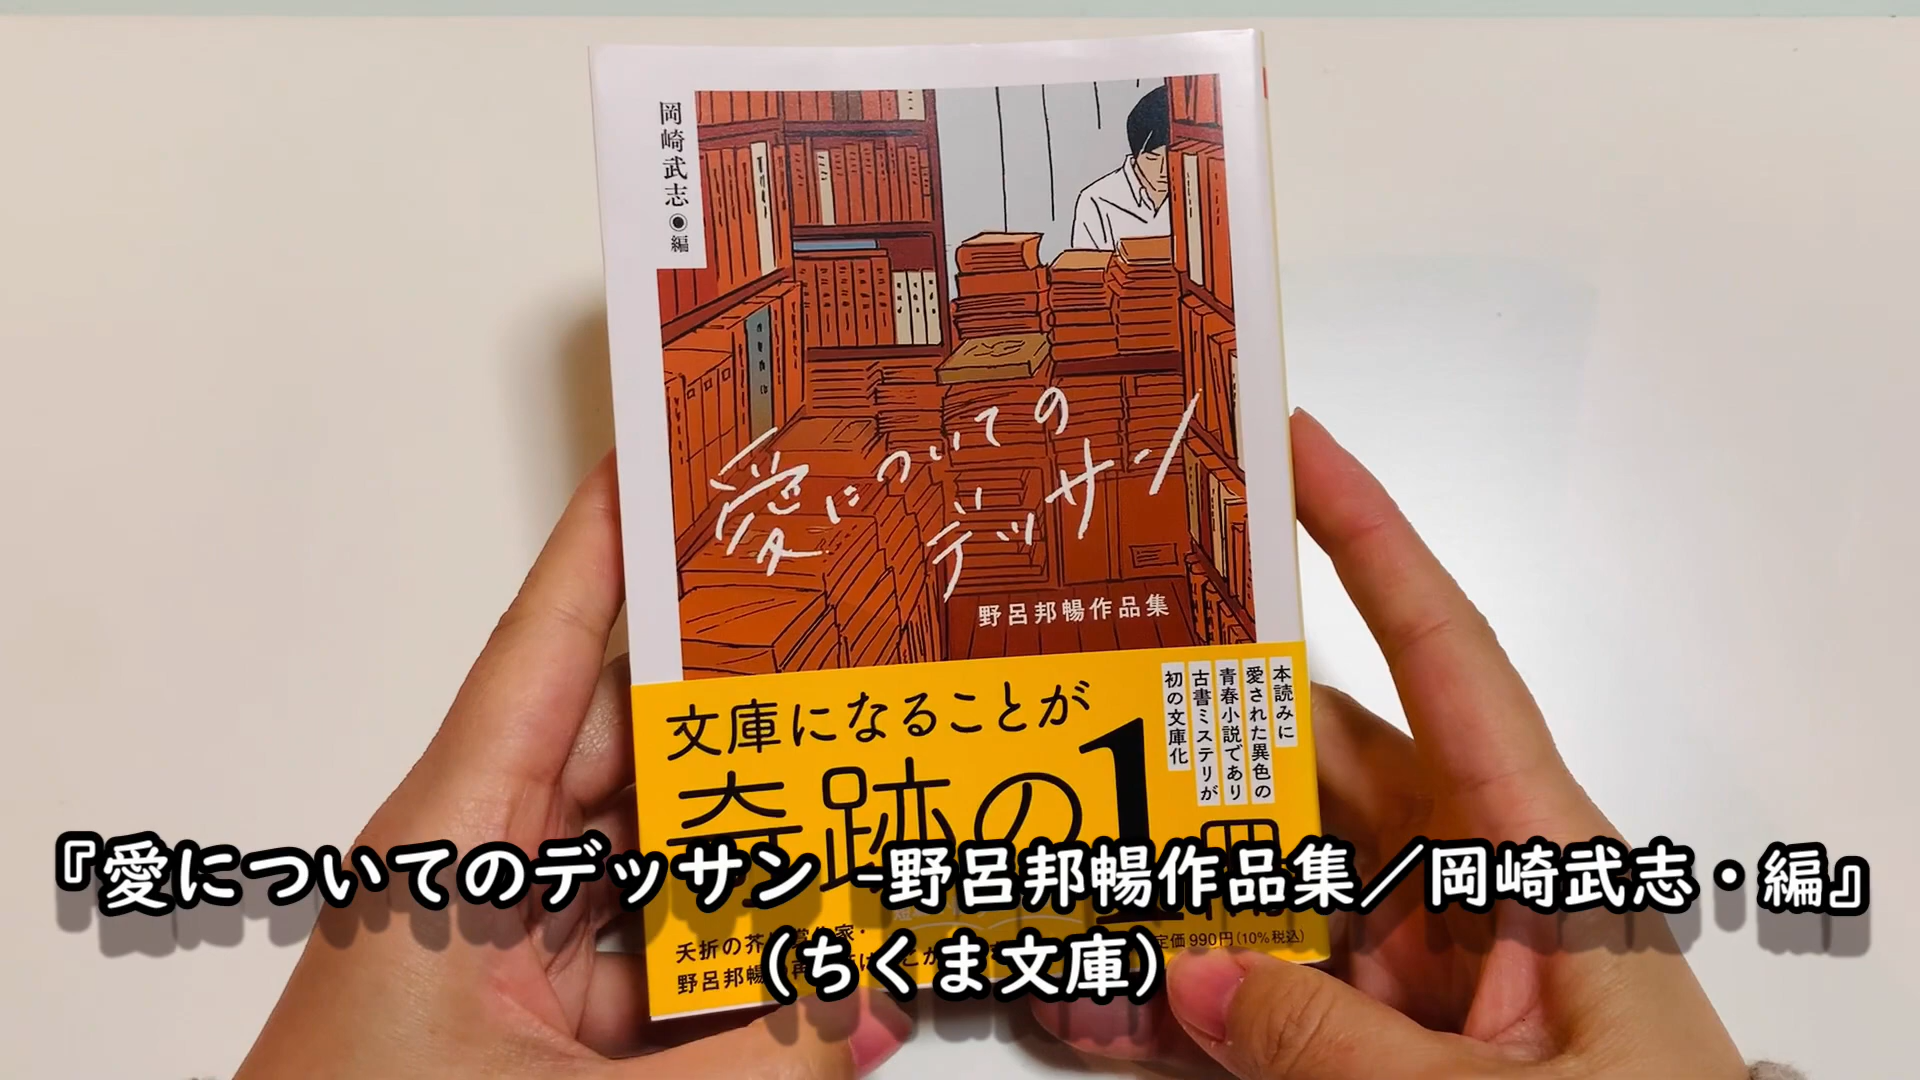 岡崎武志◉編
愛についての
デッサン
野呂邦暢作品集
本読みに
愛された異色の
青春小説であり
古書ミステリが
初の文庫化
文庫になることが
奇跡の1冊
『愛についてのデッサン -野呂邦暢作品集／岡崎武志・編』
（ちくま文庫）
夭折の芥川賞作家・
野呂邦暢
定価990円(10%税込)